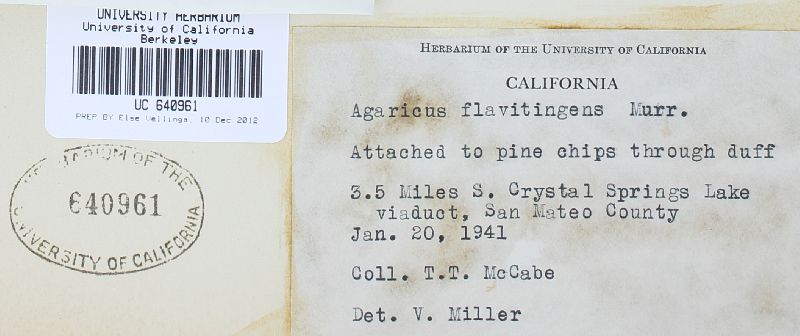 UNIVERSITY HERBARIUM
University of California
Berkeley
UC 640961
PREP BY Else Vellinga, 10 Dec 2012
HERBARIUM OF THE
640961
UNIVERSITY OF CALIFORNIA
HERBARIUM OF THE UNIVERSITY OF CALIFORNIA
CALIFORNIA
Agaricus flavitingens Murr.
Attached to pine chips through duff
3.5 Miles S. Crystal Springs Lake
viaduct, San Mateo County
Jan. 20, 1941
Coll. T.T. McCabe
Det. V. Miller